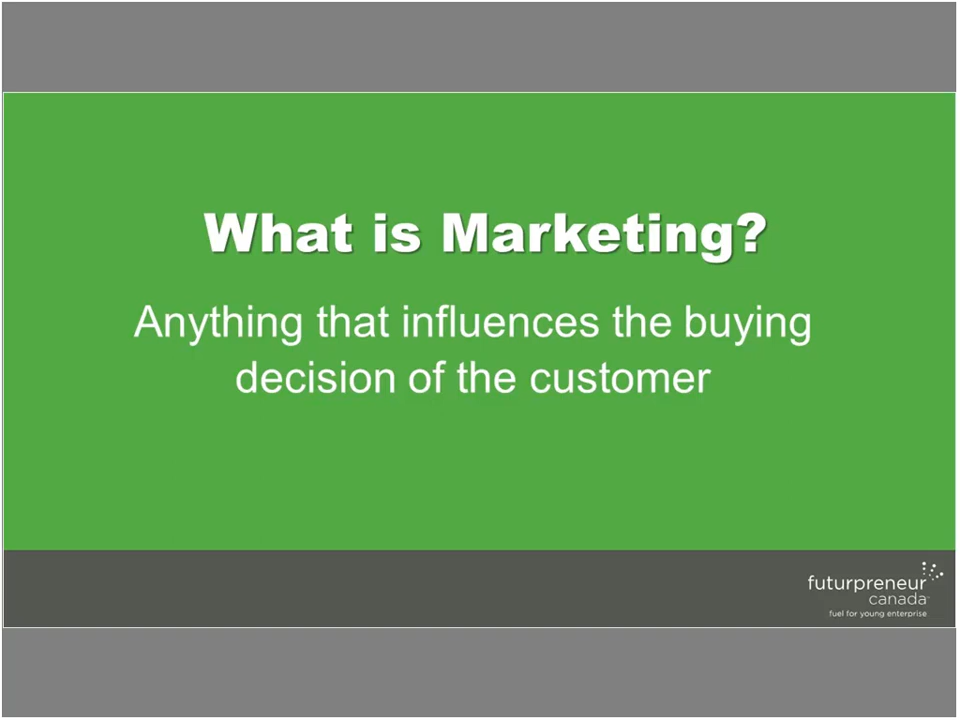 What is Marketing?
Anything that influences the buying
decision of the customer
futurpreneur
canada
fuel for young enterprise